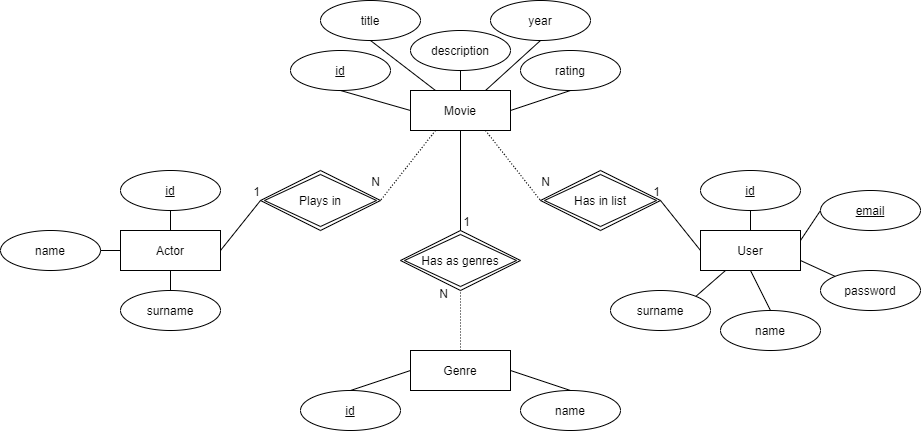 title
year
description
id
rating
Movie
N
N
id
1
Plays in
Has in list
1
id
email
1
name
Actor
Has as genres
User
N
password
surname
surname
name
Genre
id
name